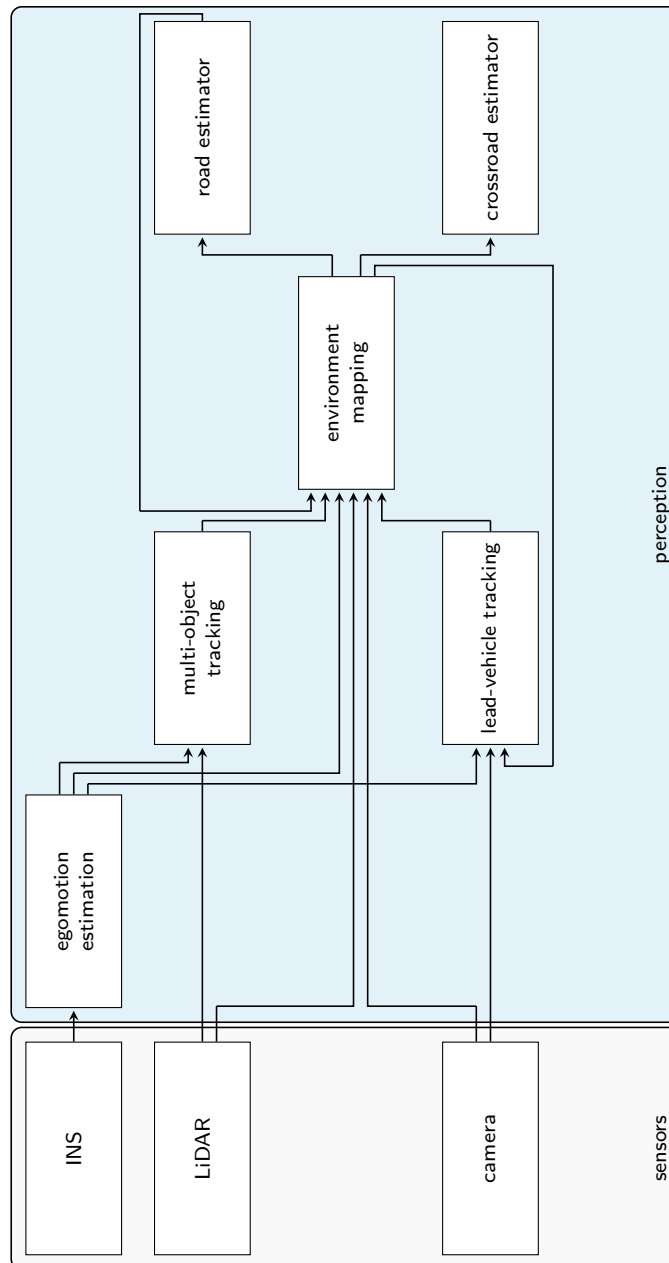 INS
LiDAR
camera
sensors
egomotion
estimation
multi-object
tracking
lead-vehicle tracking
environment
mapping
road estimator
crossroad estimator
perception